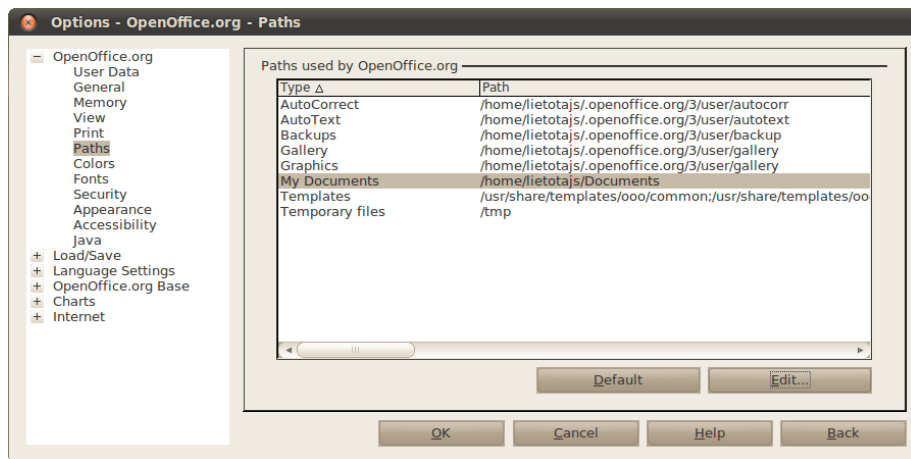 Options - OpenOffice.org - Paths
OpenOffice.org
User Data
General
Memory
View
Print
Paths
Colors
Fonts
Security
Appearance
Accessibility
Java
Load/Save
Language Settings
OpenOffice.org Base
Charts
Internet
Paths used by OpenOffice.org
Type Path
AutoCorrect /home/lietotajs/.openoffice.org/3/user/autocorr
AutoText /home/lietotajs/.openoffice.org/3/user/autotext
Backups /home/lietotajs/.openoffice.org/3/user/backup
Gallery /home/lietotajs/.openoffice.org/3/user/gallery
Graphics /home/lietotajs/.openoffice.org/3/user/gallery
My Documents /home/lietotajs/Documents
Templates /usr/share/templates/ooo/common;/usr/share/templates/oo
Temporary files /tmp
Default Edit...
OK Cancel Help Back